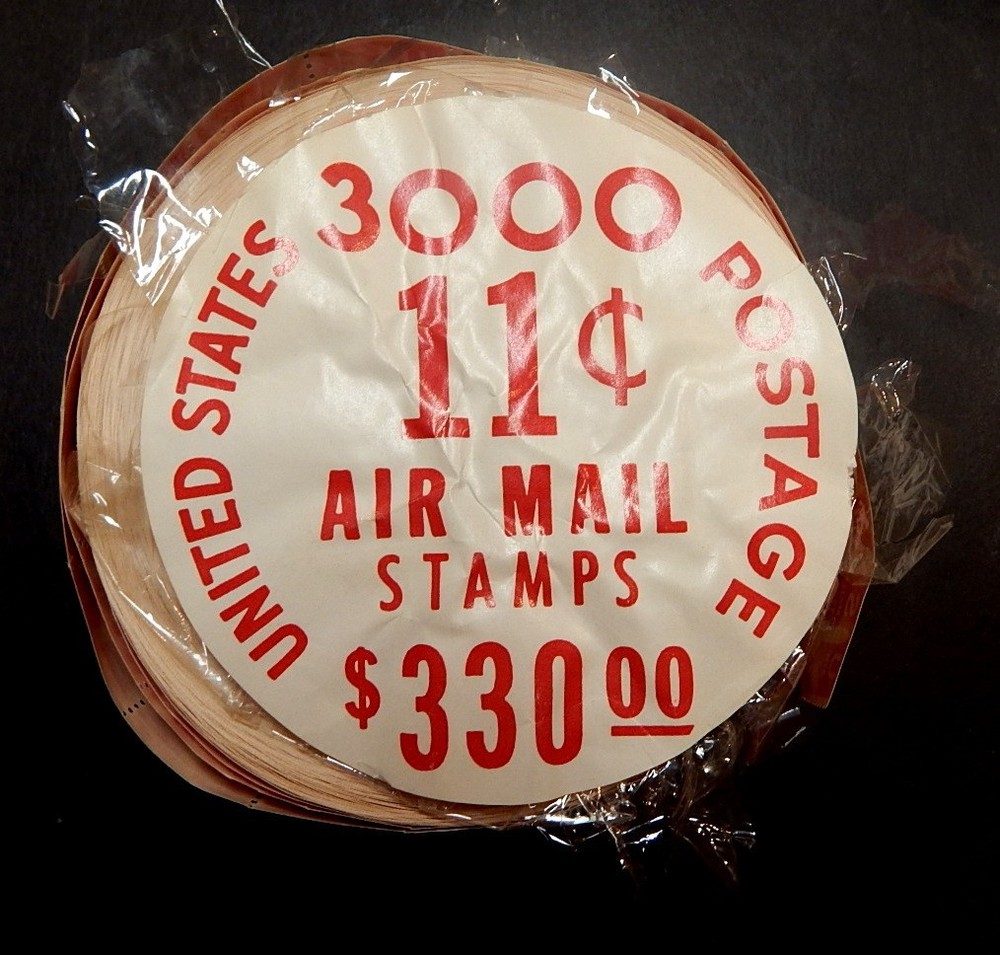 UNITED STATES
3000
11¢
AIR MAIL
STAMPS
$330 00
POSTAGE